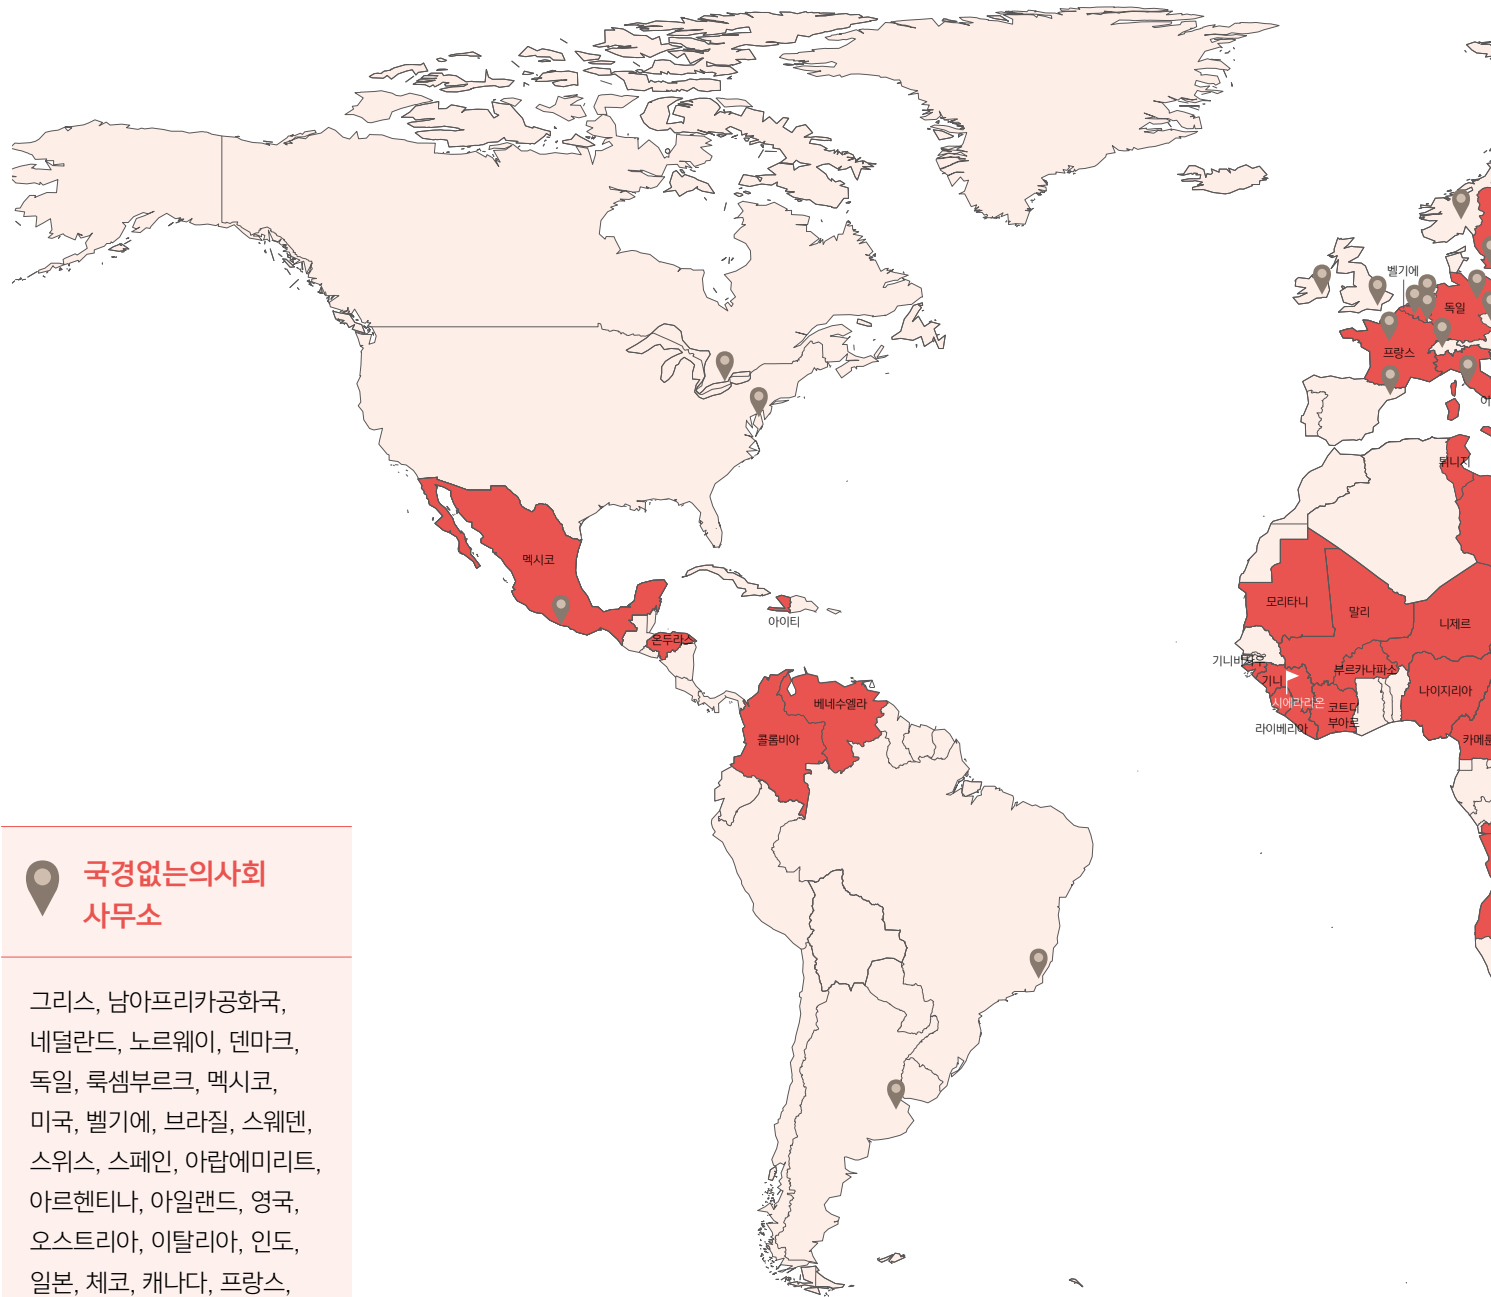 벨기에
독일
프랑스
튀니지
멕시코
아이티
온두라스
모리타니
말리
니제르
기니비사우
부르키나파소
기니
나이지리아
시에라리온
코트디
부아르
라이베리아
카메룬
베네수엘라
콜롬비아
국경없는의사회
사무소
그리스, 남아프리카공화국,
네덜란드, 노르웨이, 덴마크,
독일, 룩셈부르크, 멕시코,
미국, 벨기에, 브라질, 스웨덴,
스위스, 스페인, 아랍에미리트,
아르헨티나, 아일랜드, 영국,
오스트리아, 이탈리아, 인도,
일본, 체코, 캐나다, 프랑스,